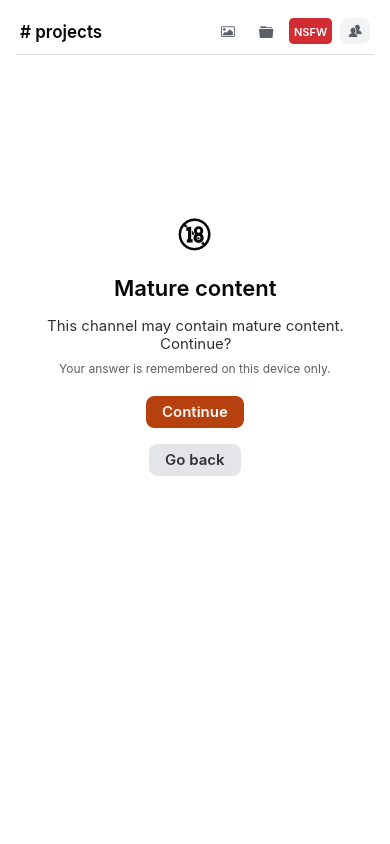 # projects
NSFW
18
Mature content
This channel may contain mature content.
Continue?
Your answer is remembered on this device only.
Continue
Go back